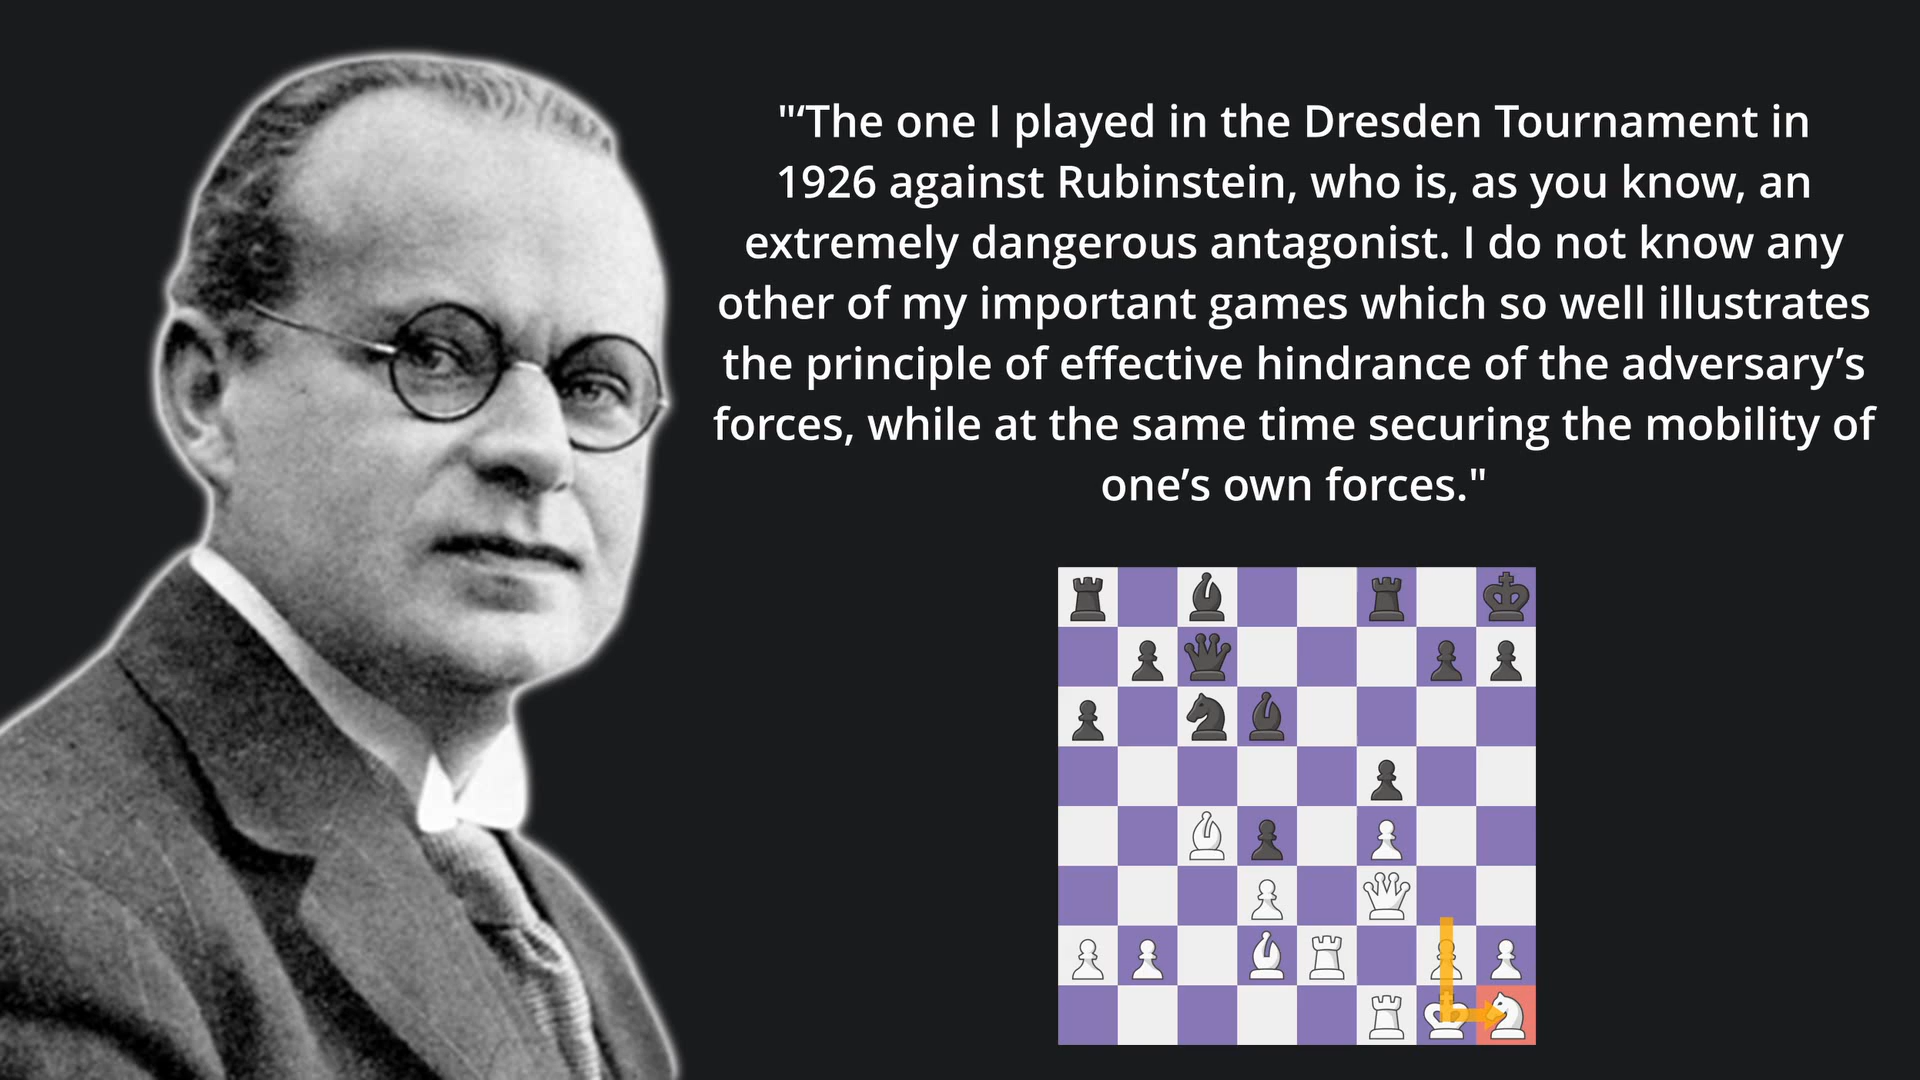 "‘The one I played in the Dresden Tournament in
1926 against Rubinstein, who is, as you know, an
extremely dangerous antagonist. I do not know any
other of my important games which so well illustrates
the principle of effective hindrance of the adversary’s
forces, while at the same time securing the mobility of
one’s own forces."